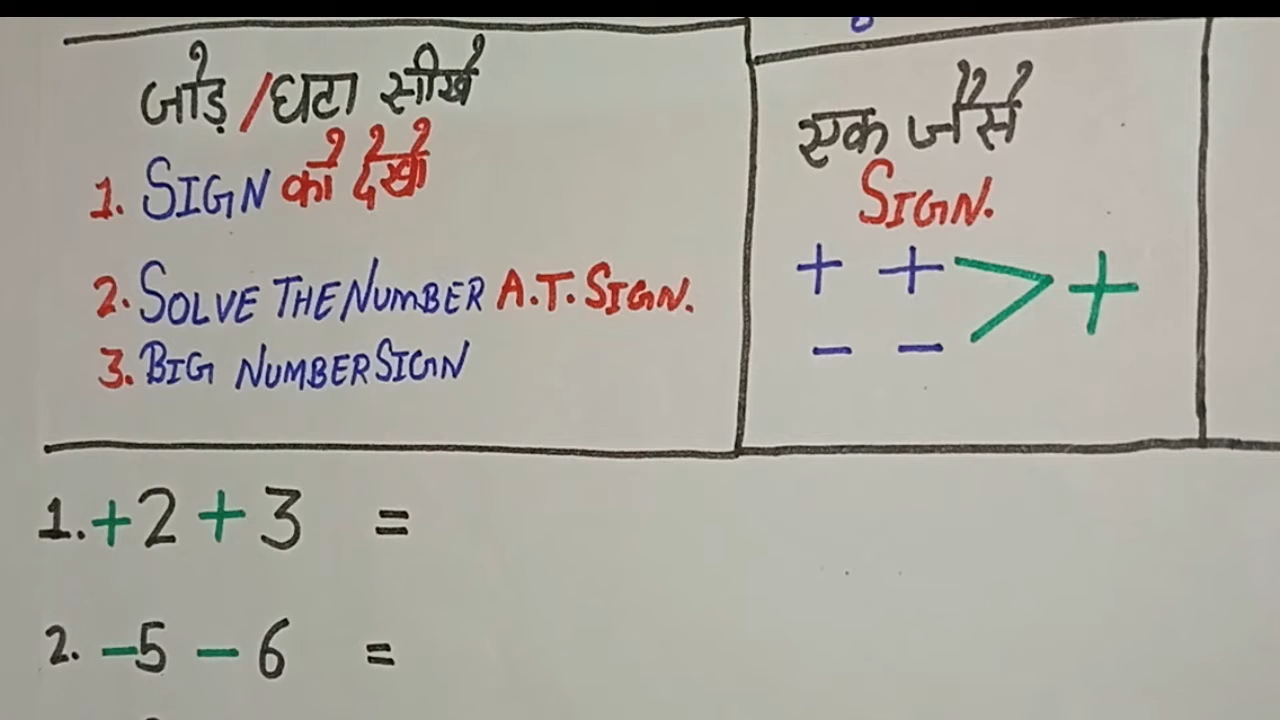 जोड़ /घटा सीखे
1. SIGN को देखो
2. SOLVE THE NUMBER A.T. SIGN.
3. BIG NUMBER SIGN
एक जैसे
SIGN.
+ + > +
− −
1. +2 + 3 =
2. −5 − 6 =